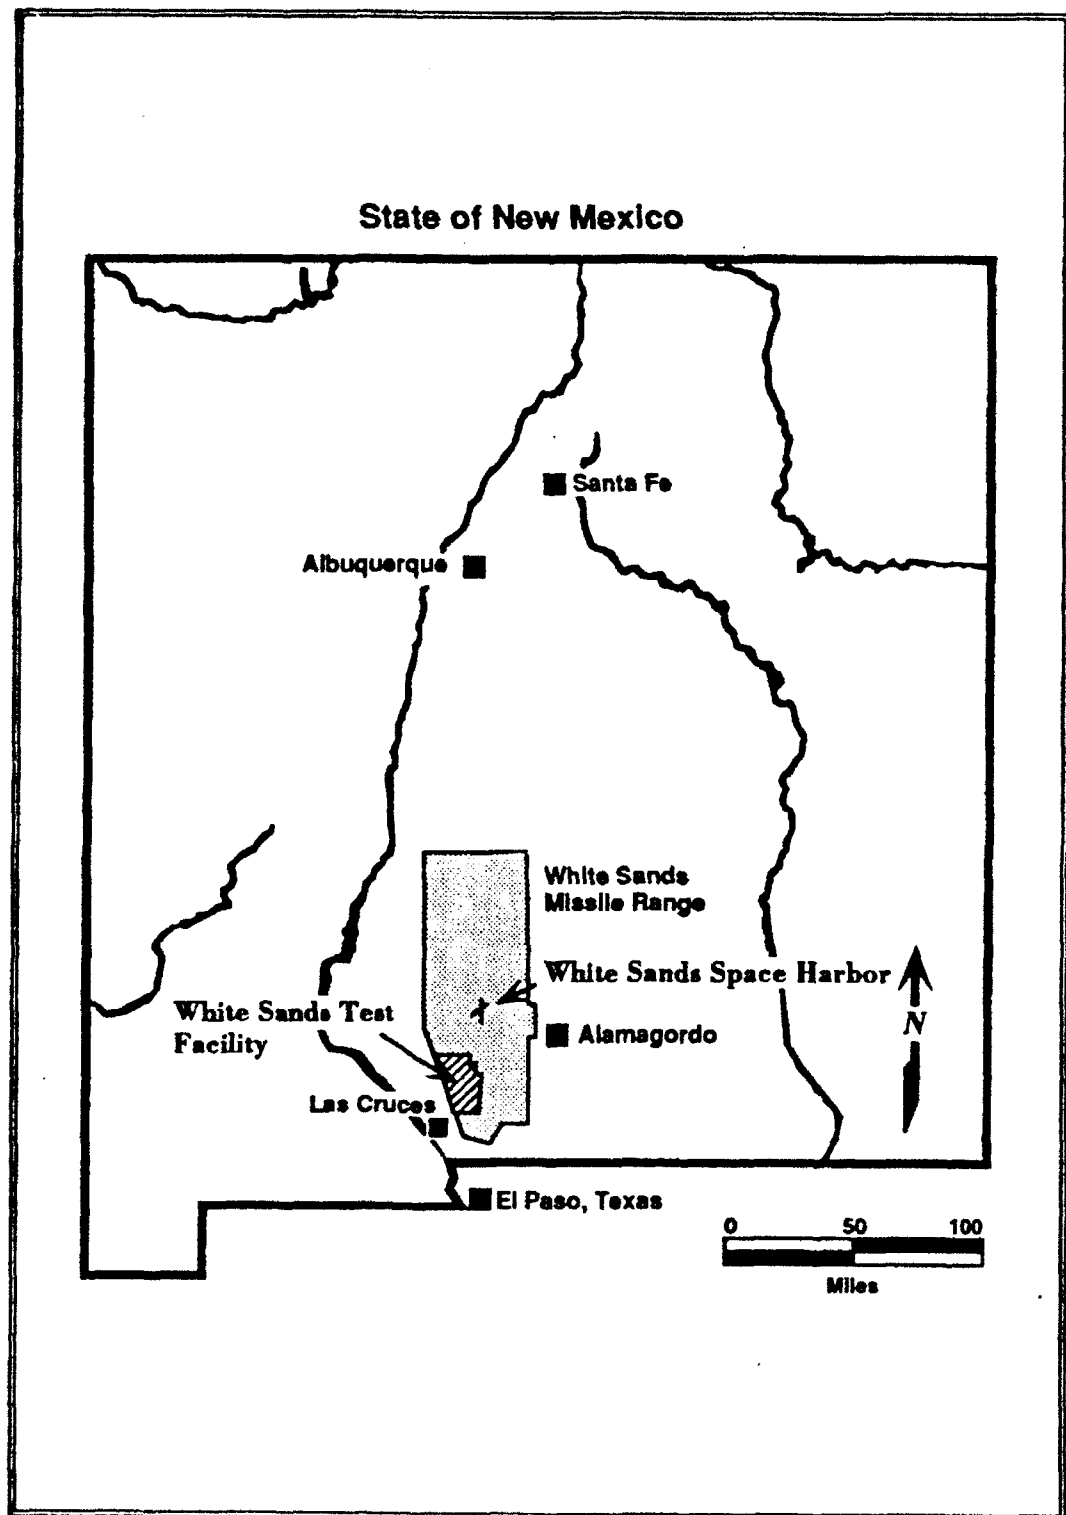 State of New Mexico
Santa Fe
Albuquerque
White Sands
Missile Range
White Sands Space Harbor
White Sands Test
Facility
N
Alamagordo
Las Cruces
El Paso, Texas
0 50 100
Miles